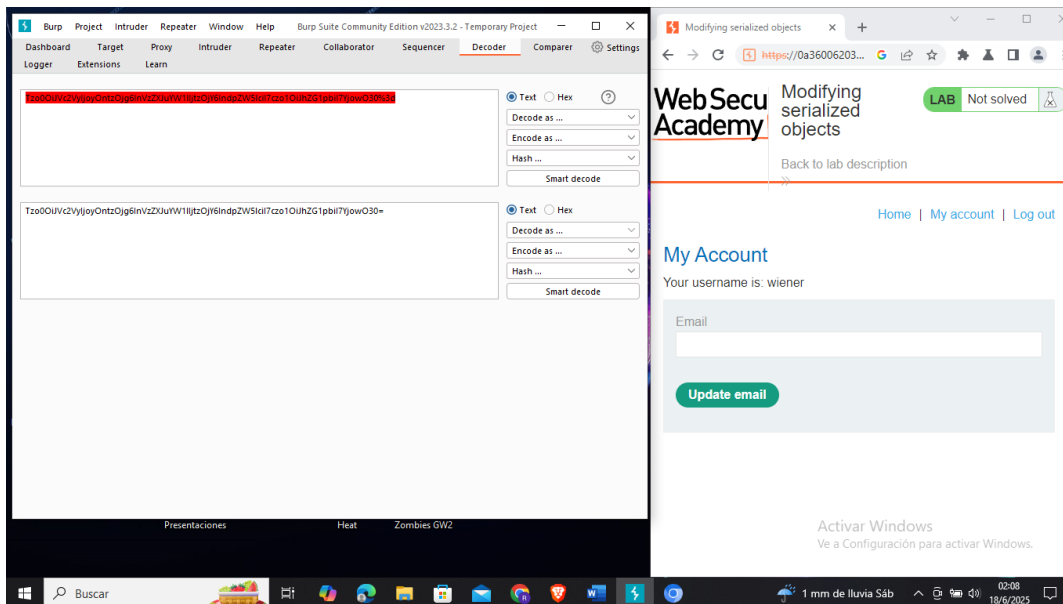 Burp Project Intruder Repeater Window Help Burp Suite Community Edition v2023.3.2 - Temporary Project
Dashboard Target Proxy Intruder Repeater Collaborator Sequencer Decoder Comparer Settings
Logger Extensions Learn
Text Hex ?
Decode as ...
Encode as ...
Hash ...
Smart decode
Text Hex
Decode as ...
Encode as ...
Hash ...
Smart decode
Modifying serialized objects
https://0a36006203...
Web Secu
Academy
Modifying
serialized
objects
LAB Not solved
Back to lab description
Home | My account | Log out
My Account
Your username is: wiener
Email
Update email
Activar Windows
Ve a Configuración para activar Windows.
Presentaciones Heat Zombies GW2
Buscar
1 mm de lluvia Sáb
02:08
18/6/2025